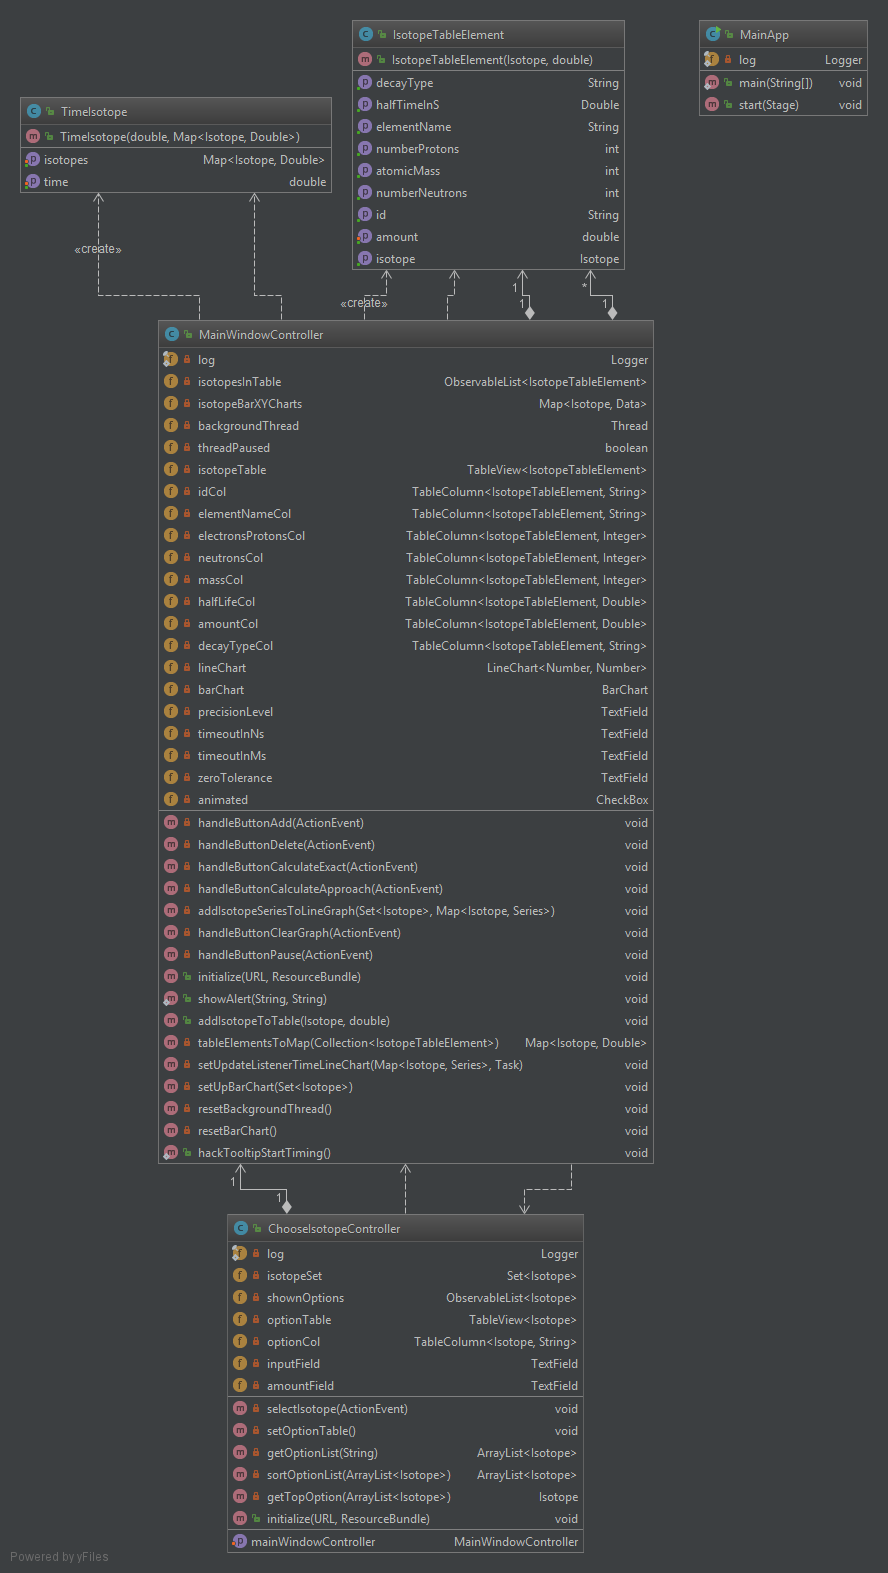 IsotopeTableElement
IsotopeTableElement(Isotope, double)
decayType String
halfTimeInS Double
elementName String
numberProtons int
atomicMass int
numberNeutrons int
id String
amount double
isotope Isotope
MainApp
log Logger
main(String[]) void
start(Stage) void
TimeIsotope
TimeIsotope(double, Map<Isotope, Double>)
isotopes Map<Isotope, Double>
time double
«create»
«create»
1
1
*
1
MainWindowController
log Logger
isotopesInTable ObservableList<IsotopeTableElement>
isotopeBarXYCharts Map<Isotope, Data>
backgroundThread Thread
threadPaused boolean
isotopeTable TableView<IsotopeTableElement>
idCol TableColumn<IsotopeTableElement, String>
elementNameCol TableColumn<IsotopeTableElement, String>
electronsProtonsCol TableColumn<IsotopeTableElement, Integer>
neutronsCol TableColumn<IsotopeTableElement, Integer>
massCol TableColumn<IsotopeTableElement, Integer>
halfLifeCol TableColumn<IsotopeTableElement, Double>
amountCol TableColumn<IsotopeTableElement, Double>
decayTypeCol TableColumn<IsotopeTableElement, String>
lineChart LineChart<Number, Number>
barChart BarChart
precisionLevel TextField
timeoutInNs TextField
timeoutInMs TextField
zeroTolerance TextField
animated CheckBox
handleButtonAdd(ActionEvent) void
handleButtonDelete(ActionEvent) void
handleButtonCalculateExact(ActionEvent) void
handleButtonCalculateApproach(ActionEvent) void
addIsotopeSeriesToLineGraph(Set<Isotope>, Map<Isotope, Series>) void
handleButtonClearGraph(ActionEvent) void
handleButtonPause(ActionEvent) void
initialize(URL, ResourceBundle) void
showAlert(String, String) void
addIsotopeToTable(Isotope, double) void
tableElementsToMap(Collection<IsotopeTableElement>) Map<Isotope, Double>
setUpdateListenerTimeLineChart(Map<Isotope, Series>, Task) void
setUpBarChart(Set<Isotope>) void
resetBackgroundThread() void
resetBarChart() void
hackTooltipStartTiming() void
1
1
ChooseIsotopeController
log Logger
isotopeSet Set<Isotope>
shownOptions ObservableList<Isotope>
optionTable TableView<Isotope>
optionCol TableColumn<Isotope, String>
inputField TextField
amountField TextField
selectIsotope(ActionEvent) void
setOptionTable() void
getOptionList(String) ArrayList<Isotope>
sortOptionList(ArrayList<Isotope>) ArrayList<Isotope>
getTopOption(ArrayList<Isotope>) Isotope
initialize(URL, ResourceBundle) void
mainWindowController MainWindowController
Powered by yFiles